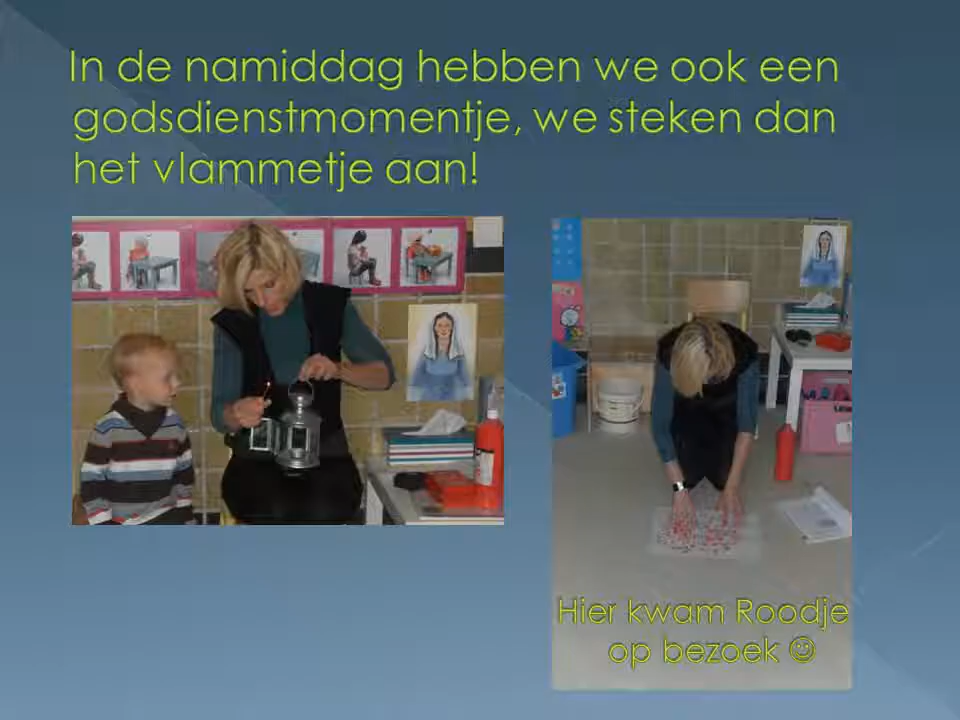 In de namiddag hebben we ook een
godsdienstmomentje, we steken dan
het vlammetje aan!
Hier kwam Roodje
op bezoek ☺